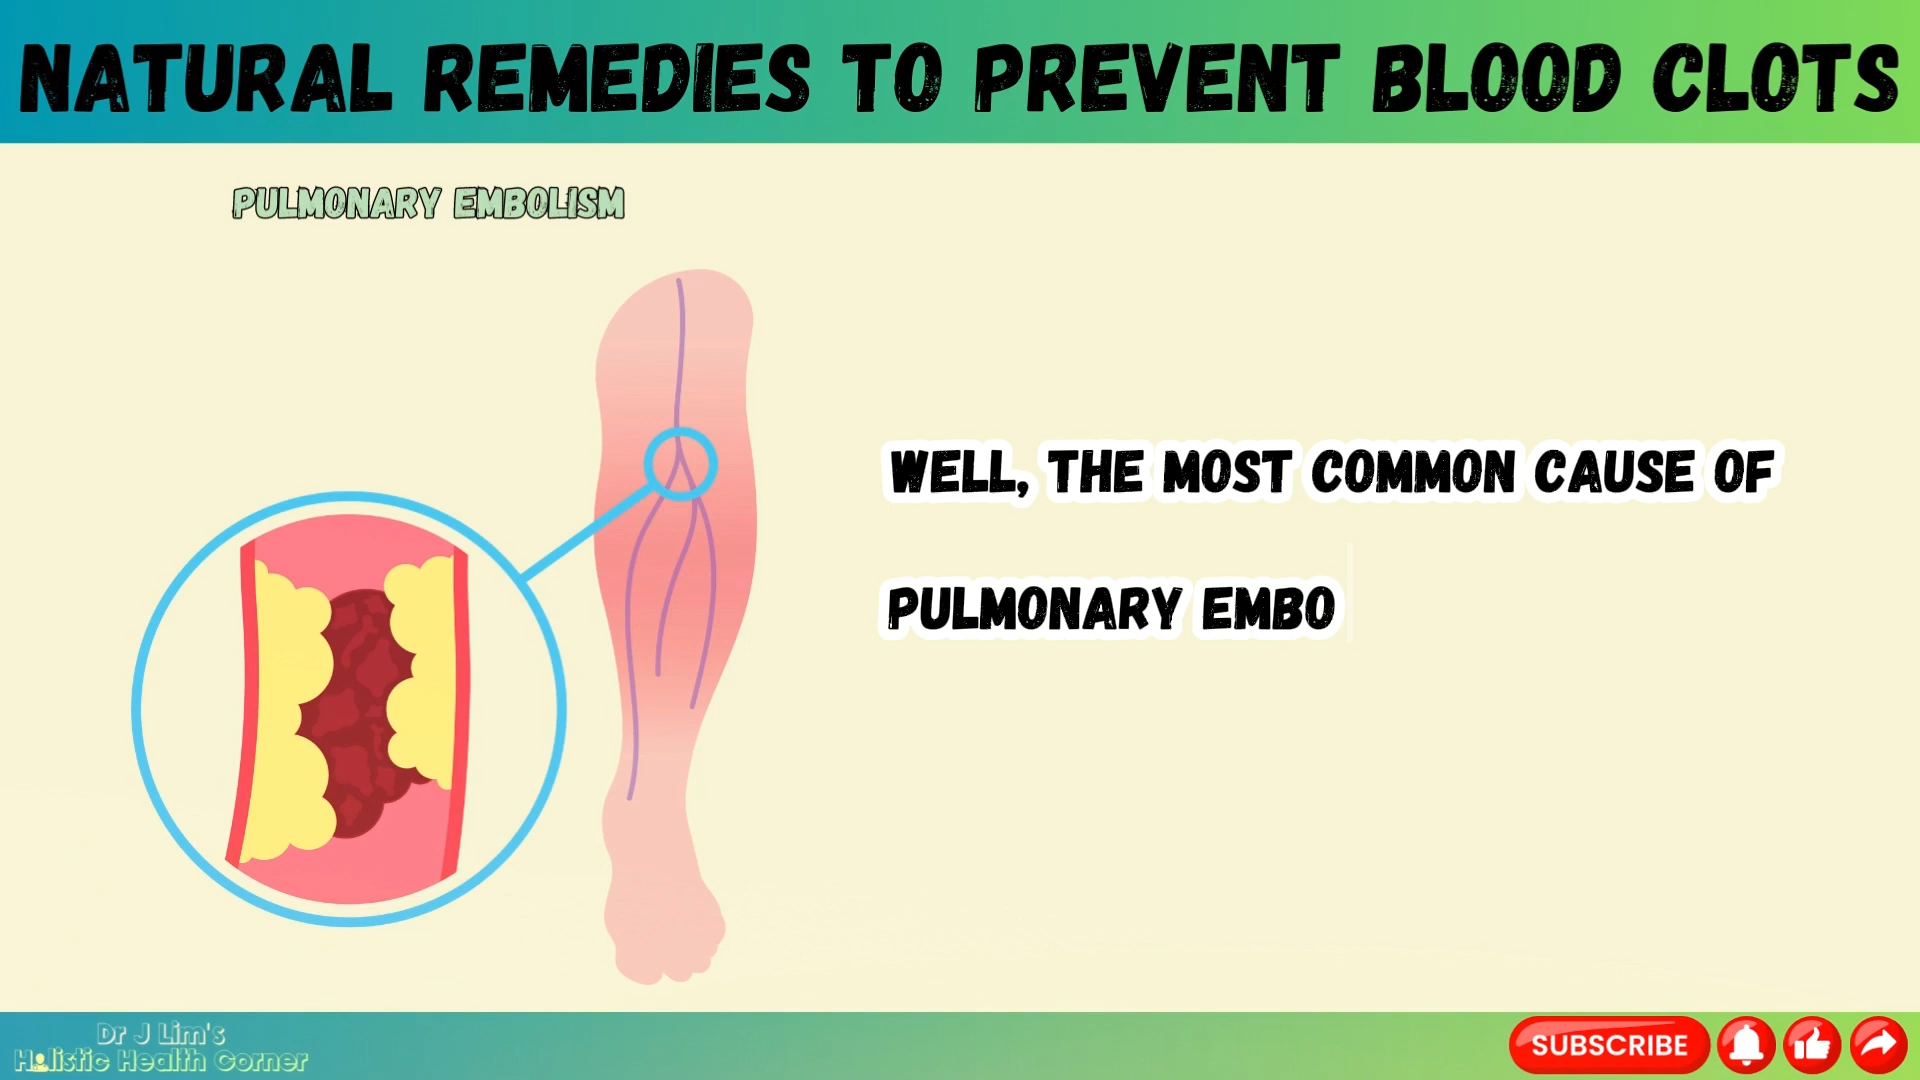 NATURAL REMEDIES TO PREVENT BLOOD CLOTS
PULMONARY EMBOLISM
WELL, THE MOST COMMON CAUSE OF
PULMONARY EMBO
Dr J Lim's
Holistic Health Corner
SUBSCRIBE